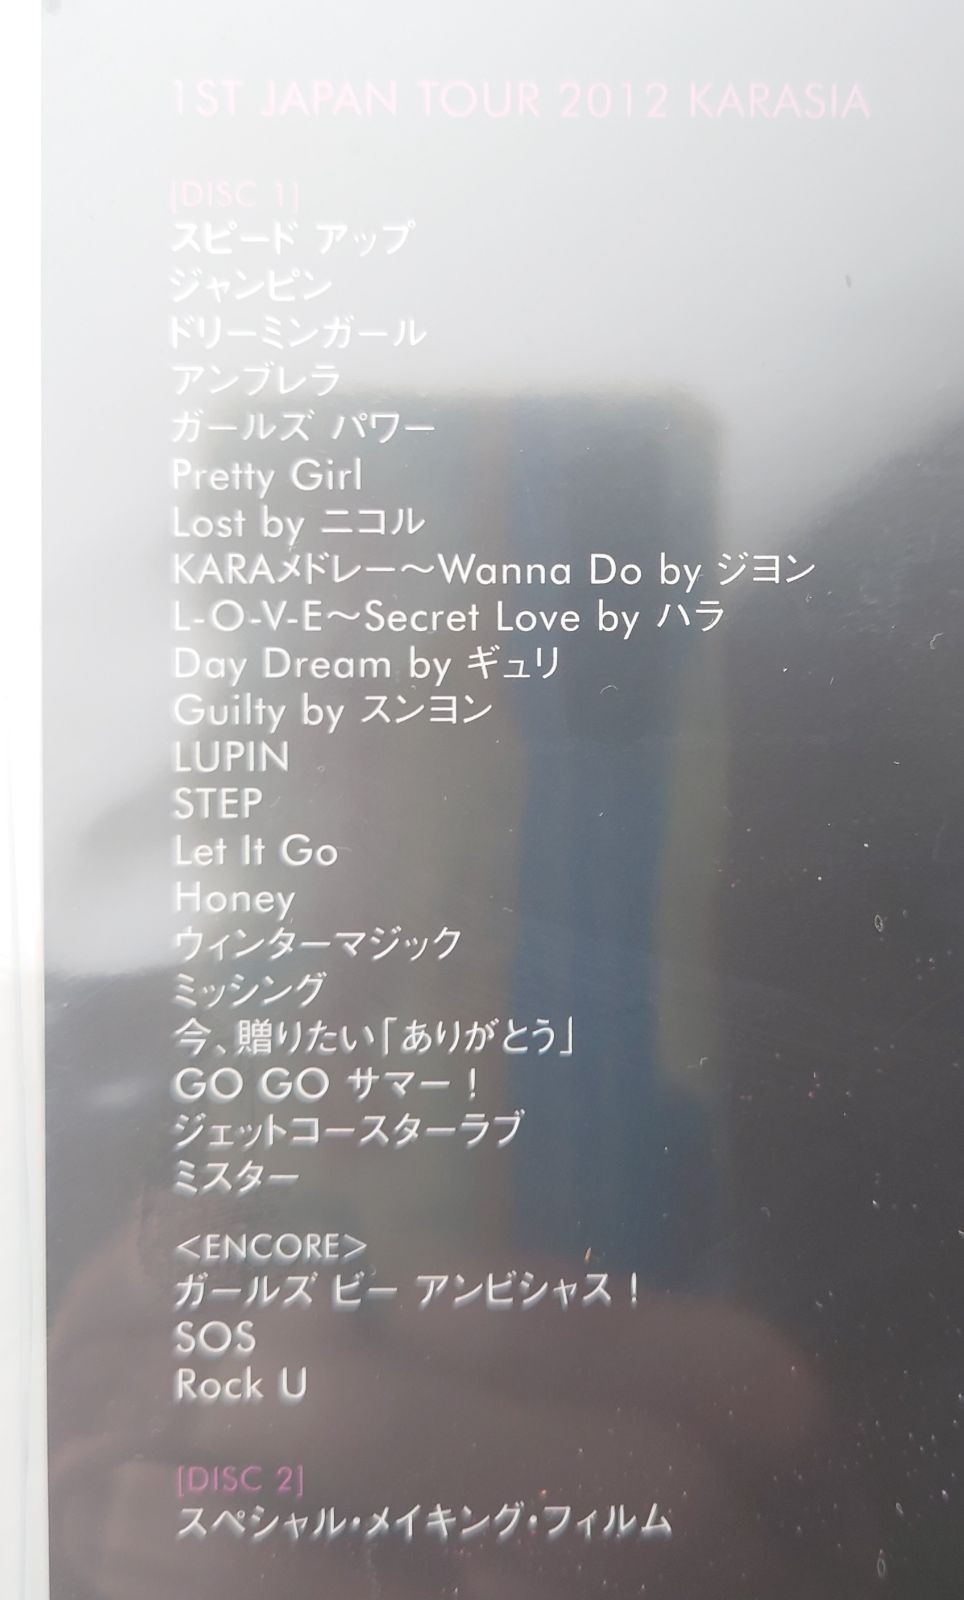 1ST JAPAN TOUR 2012 KARASIA
[DISC 1]
スピード アップ
ジャンピン
ドリーミンガール
アンブレラ
ガールズ パワー
Pretty Girl
Lost by ニコル
KARAメドレー〜Wanna Do by ジヨン
L-O-V-E〜Secret Love by ハラ
Day Dream by ギュリ
Guilty by スンヨン
LUPIN
STEP
Let It Go
Honey
ウィンターマジック
ミッシング
今、贈りたい「ありがとう」
GO GO サマー！
ジェットコースターラブ
ミスター
<ENCORE>
ガールズ ビー アンビシャス！
SOS
Rock U
[DISC 2]
スペシャル・メイキング・フィルム